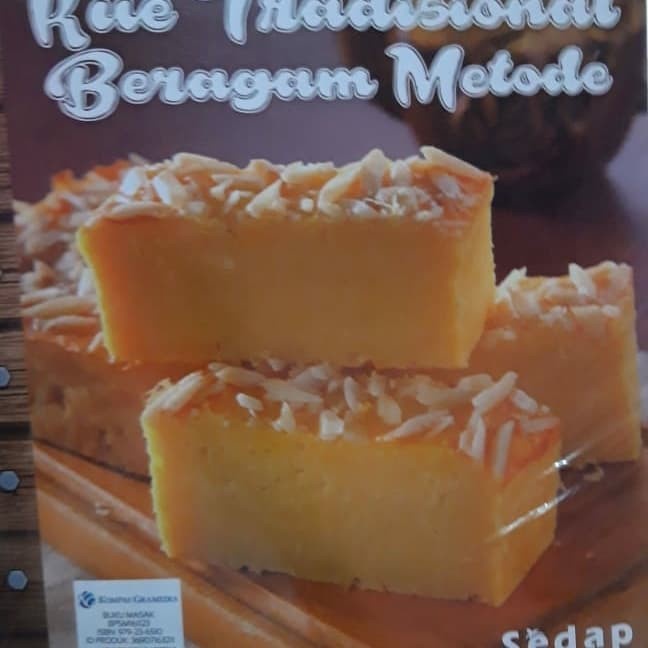 Kue Tradisional
Beragam Metode
KOMPAS GRAMEDIA
BUKU MASAK
Sedap